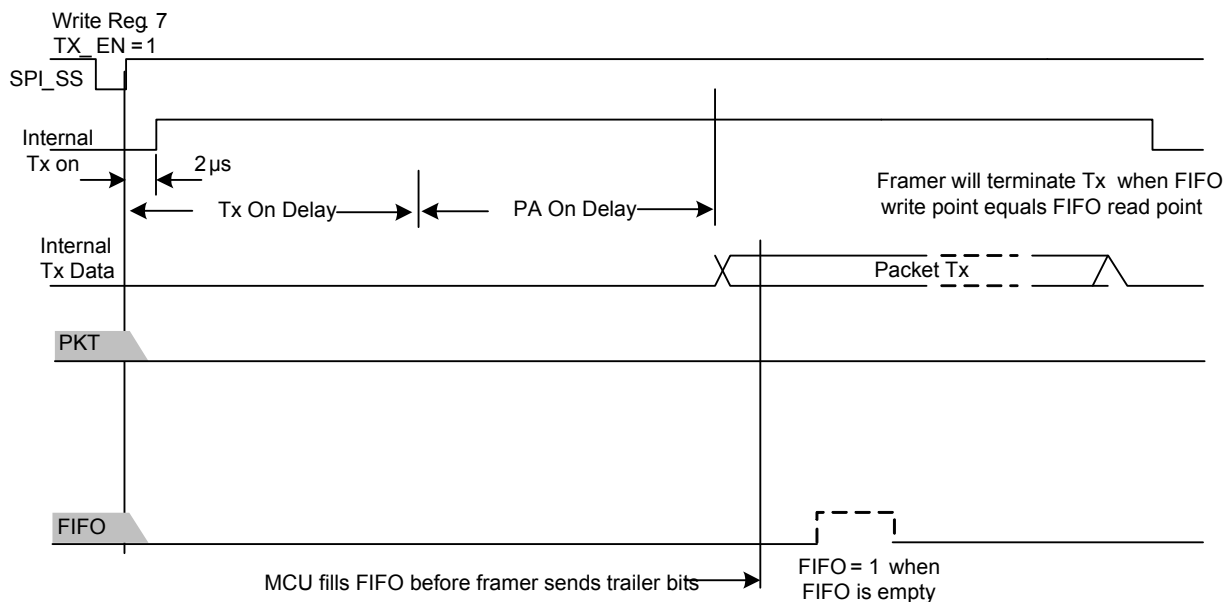 Write Reg. 7
TX_EN =1
SPI_SS
Internal
Tx on
2 µs
Framer will terminate Tx when FIFO
write point equals FIFO read point
Tx On Delay
PA On Delay
Internal
Tx Data
Packet Tx
PKT
FIFO
MCU fills FIFO before framer sends trailer bits
FIFO = 1 when
FIFO is empty